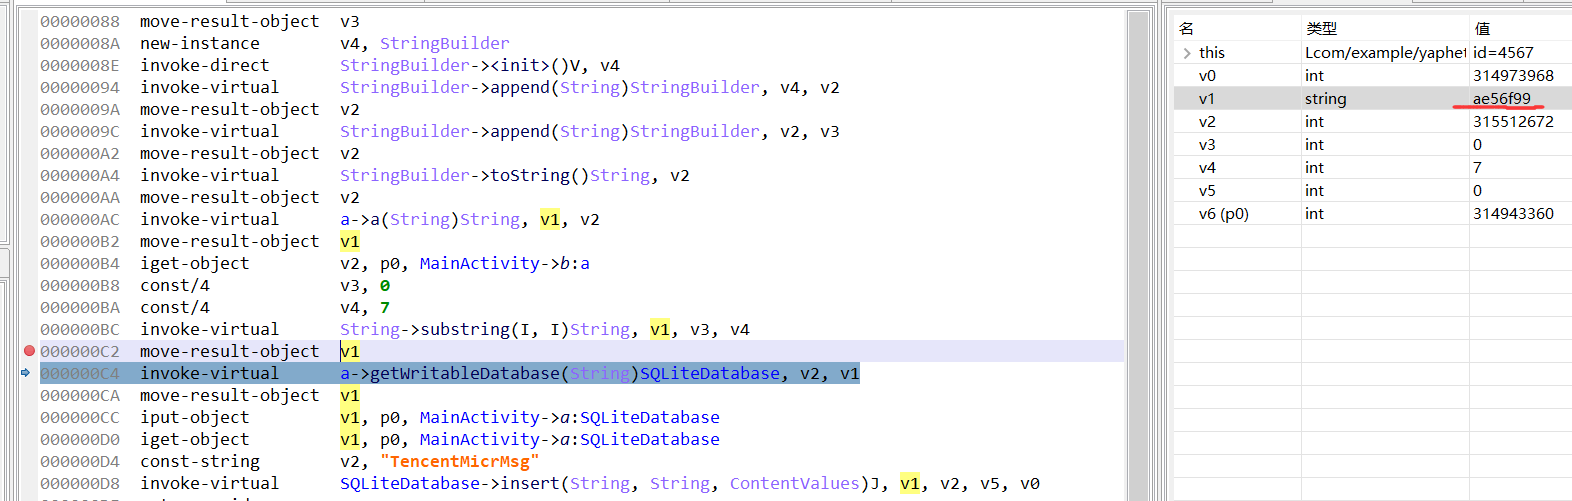 00000088 move-result-object v3
0000008A new-instance v4, StringBuilder
0000008E invoke-direct StringBuilder-><init>()V, v4
00000094 invoke-virtual StringBuilder->append(String)StringBuilder, v4, v2
0000009A move-result-object v2
0000009C invoke-virtual StringBuilder->append(String)StringBuilder, v2, v3
000000A2 move-result-object v2
000000A4 invoke-virtual StringBuilder->toString()String, v2
000000AA move-result-object v2
000000AC invoke-virtual a->a(String)String, v1, v2
000000B2 move-result-object v1
000000B4 iget-object v2, p0, MainActivity->b:a
000000B8 const/4 v3, 0
000000BA const/4 v4, 7
000000BC invoke-virtual String->substring(I, I)String, v1, v3, v4
000000C2 move-result-object v1
000000C4 invoke-virtual a->getWritableDatabase(String)SQLiteDatabase, v2, v1
000000CA move-result-object v1
000000CC iput-object v1, p0, MainActivity->a:SQLiteDatabase
000000D0 iget-object v1, p0, MainActivity->a:SQLiteDatabase
000000D4 const-string v2, "TencentMicrMsg"
000000D8 invoke-virtual SQLiteDatabase->insert(String, String, ContentValues)J, v1, v2, v5, v0
名 类型 值
this Lcom/example/yaphet id=4567
v0 int 314973968
v1 string ae56f99
v2 int 315512672
v3 int 0
v4 int 7
v5 int 0
v6 (p0) int 314943360